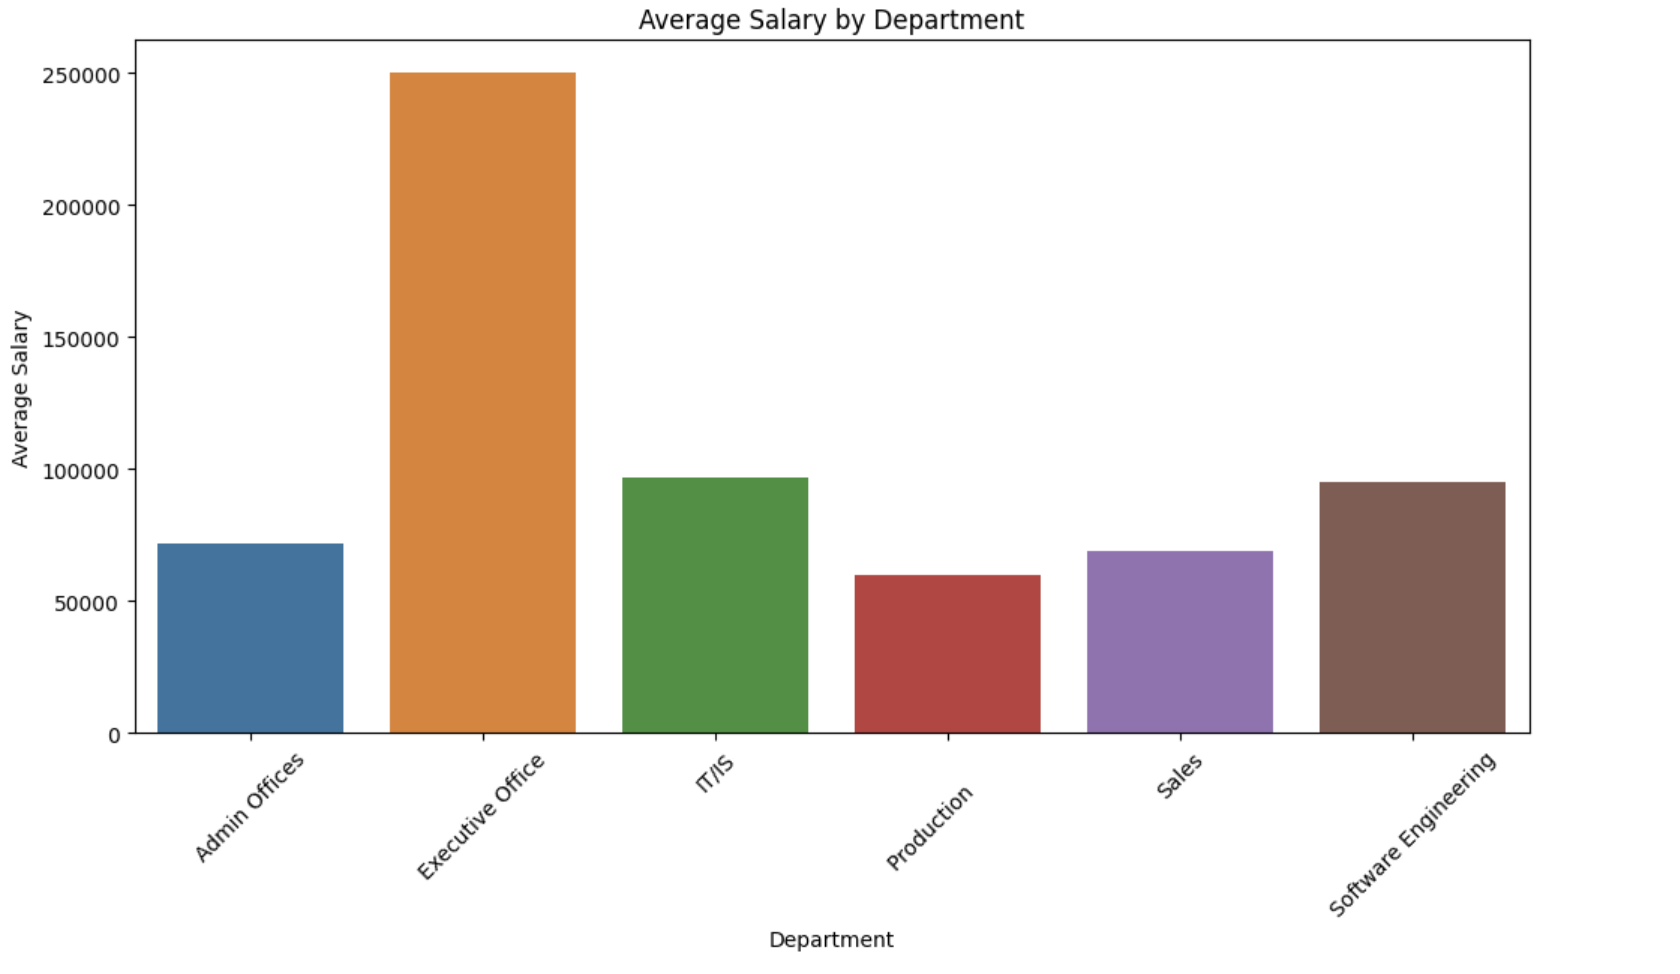 Average Salary by Department
Average Salary
250000
200000
150000
100000
50000
0
Admin Offices
Executive Office
IT/IS
Production
Sales
Software Engineering
Department